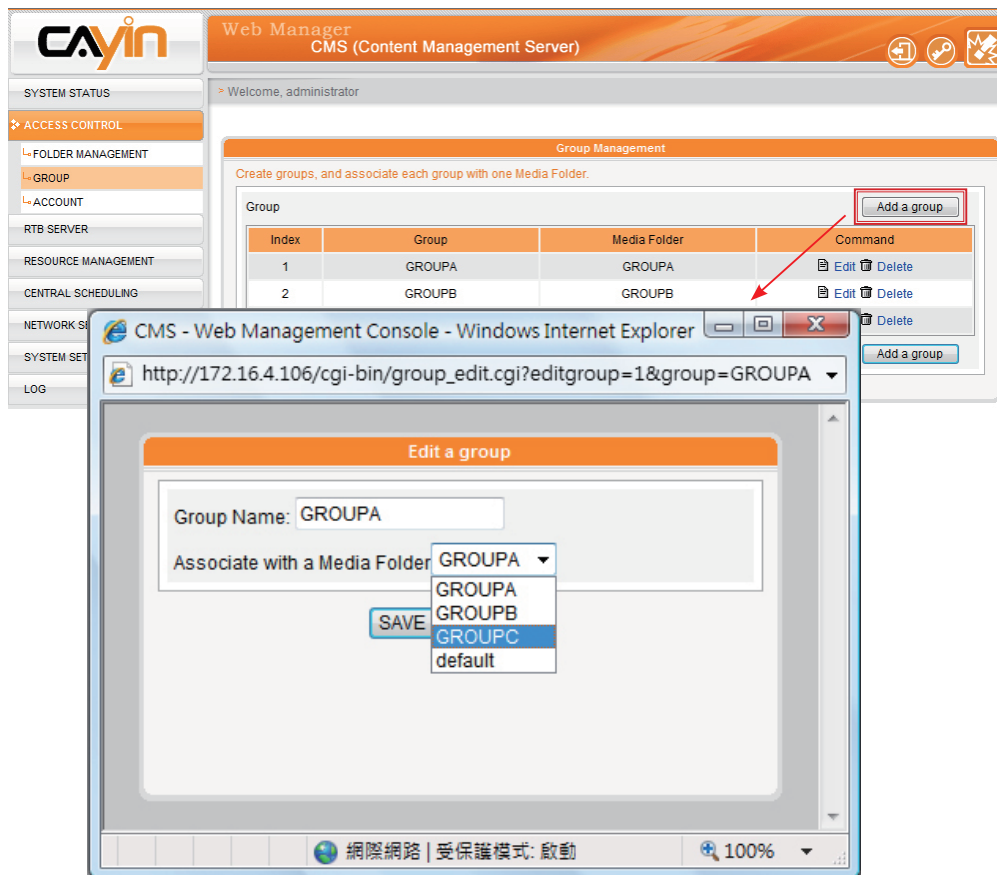 CAYIN
Web Manager
CMS (Content Management Server)
SYSTEM STATUS
> Welcome, administrator
ACCESS CONTROL
FOLDER MANAGEMENT
GROUP
ACCOUNT
RTB SERVER
RESOURCE MANAGEMENT
CENTRAL SCHEDULING
NETWORK SE
SYSTEM SET
LOG
Group Management
Create groups, and associate each group with one Media Folder.
Group
Add a group
Index Group Media Folder Command
1 GROUPA GROUPA Edit Delete
2 GROUPB GROUPB Edit Delete
Delete
Add a group
CMS - Web Management Console - Windows Internet Explorer
http://172.16.4.106/cgi-bin/group_edit.cgi?editgroup=1&group=GROUPA
Edit a group
Group Name: GROUPA
Associate with a Media Folder GROUPA
GROUPA
GROUPB
GROUPC
default
SAVE
網際網路 | 受保護模式: 啟動
100%